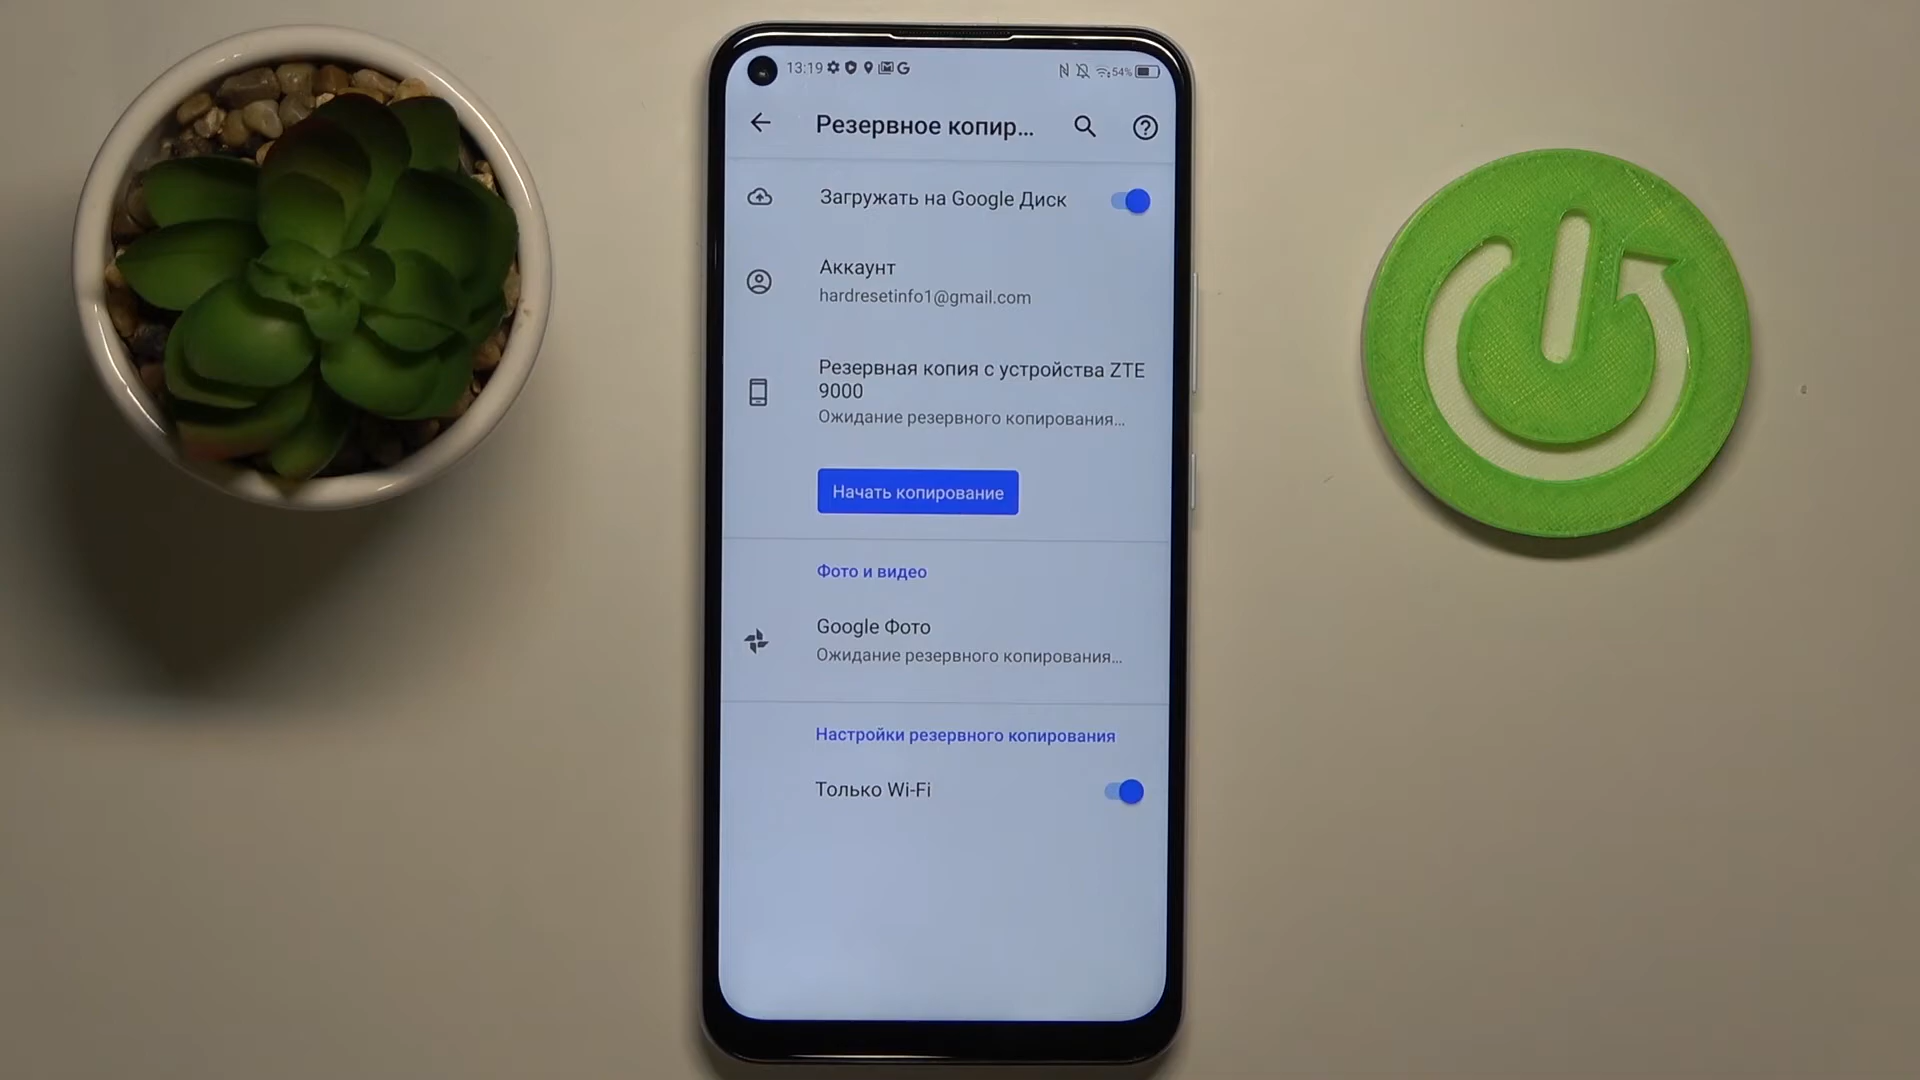 13:19
54%
Резервное копир...
Загружать на Google Диск
Аккаунт
hardresetinfo1@gmail.com
Резервная копия с устройства ZTE
9000
Ожидание резервного копирования...
Начать копирование
Фото и видео
Google Фото
Ожидание резервного копирования...
Настройки резервного копирования
Только Wi-Fi